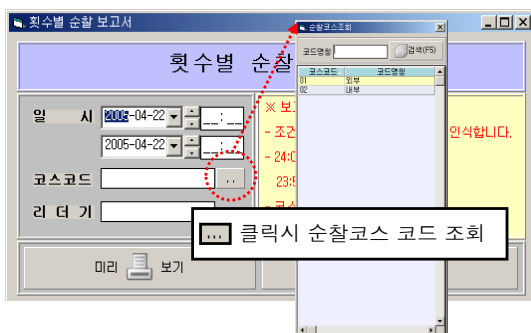 횟수별 순찰 보고서
횟수별 순찰
순찰코스조회
코드명칭
검색(F5)
코스코드 코드명칭
01 외부
02 내부
일 시 2005-04-22 __:__
2005-04-22 __:__
코스코드 ..
리 더 기
※ 보
- 조건 인식합니다.
- 24:0
23:5
... 클릭시 순찰코스 코드 조회
미리 보기